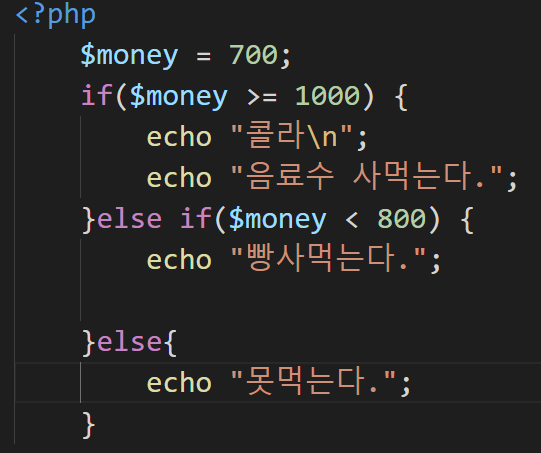 <?php
$money = 700;
if($money >= 1000) {
echo "콜라\n";
echo "음료수 사먹는다.";
}else if($money < 800) {
echo "빵사먹는다.";
}else{
echo "못먹는다.";
}